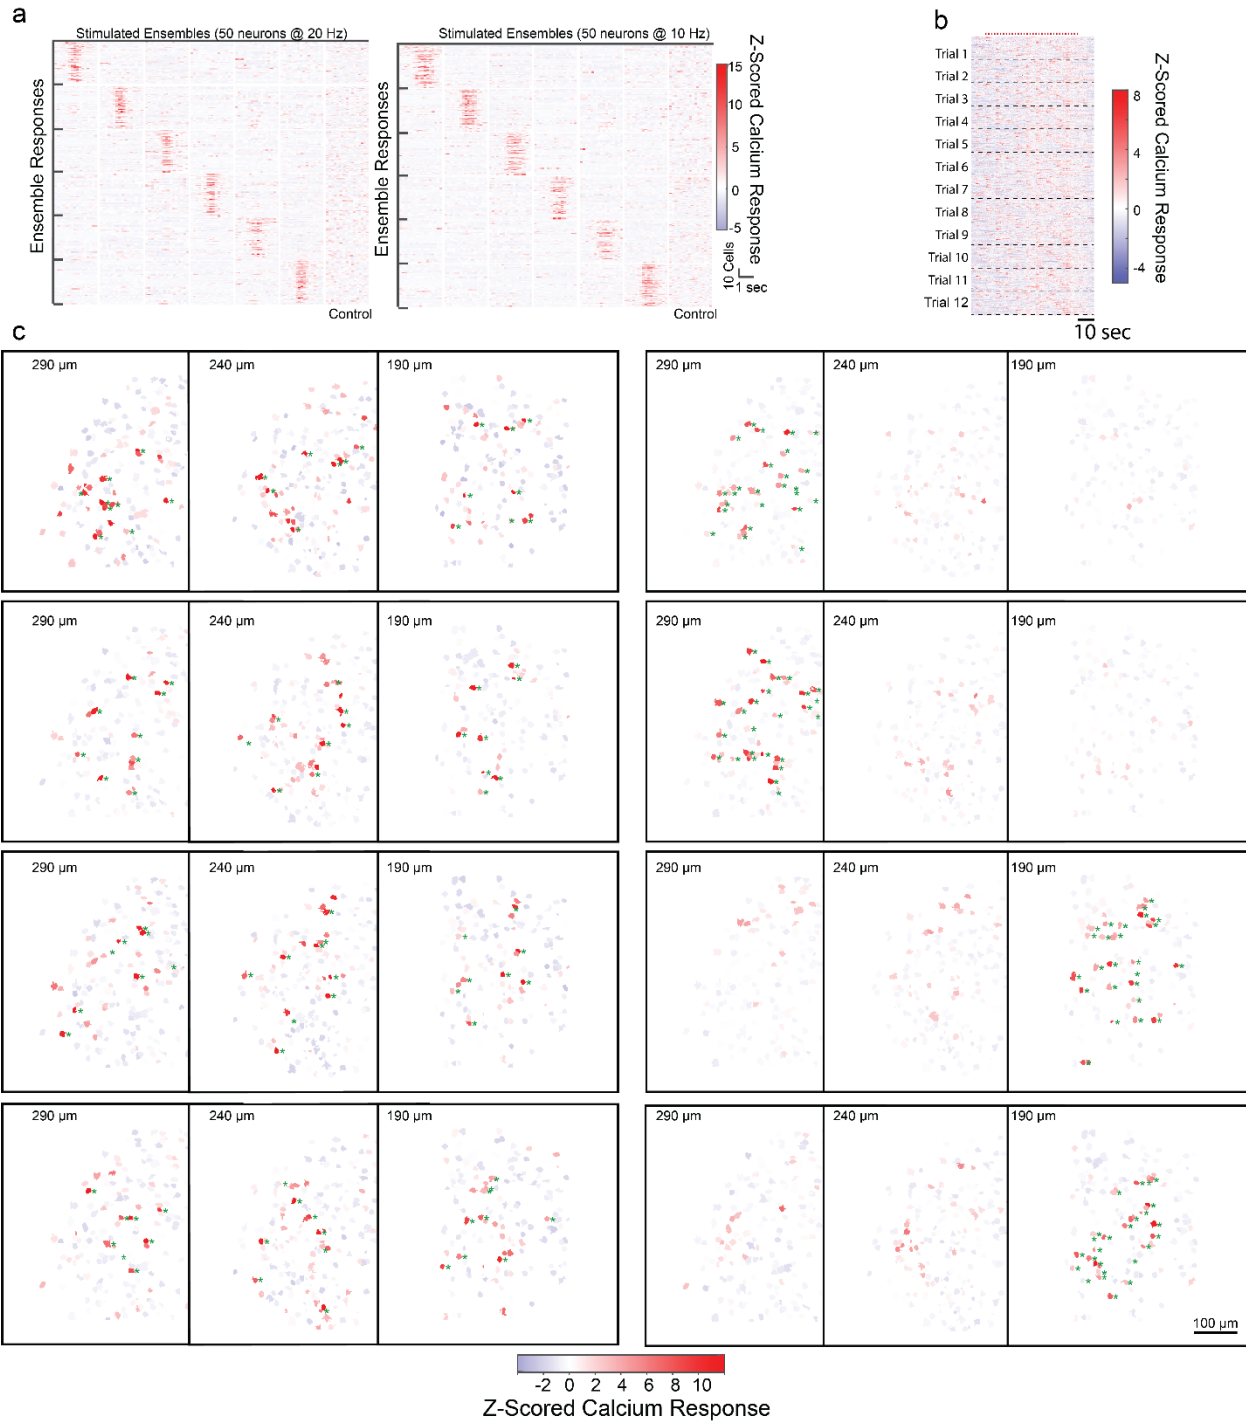 a
Stimulated Ensembles (50 neurons @ 20 Hz)
Stimulated Ensembles (50 neurons @ 10 Hz)
Ensemble Responses
Ensemble Responses
Control
Control
15
10
5
0
-5
Z-Scored Calcium Response
10 Cells
1 sec
b
Trial 1
Trial 2
Trial 3
Trial 4
Trial 5
Trial 6
Trial 7
Trial 8
Trial 9
Trial 10
Trial 11
Trial 12
10 sec
8
4
0
-4
Z-Scored Calcium Response
c
290 µm
240 µm
190 µm
290 µm
240 µm
190 µm
290 µm
240 µm
190 µm
290 µm
240 µm
190 µm
290 µm
240 µm
190 µm
290 µm
240 µm
190 µm
290 µm
240 µm
190 µm
290 µm
240 µm
190 µm
100 µm
-2 0 2 4 6 8 10
Z-Scored Calcium Response